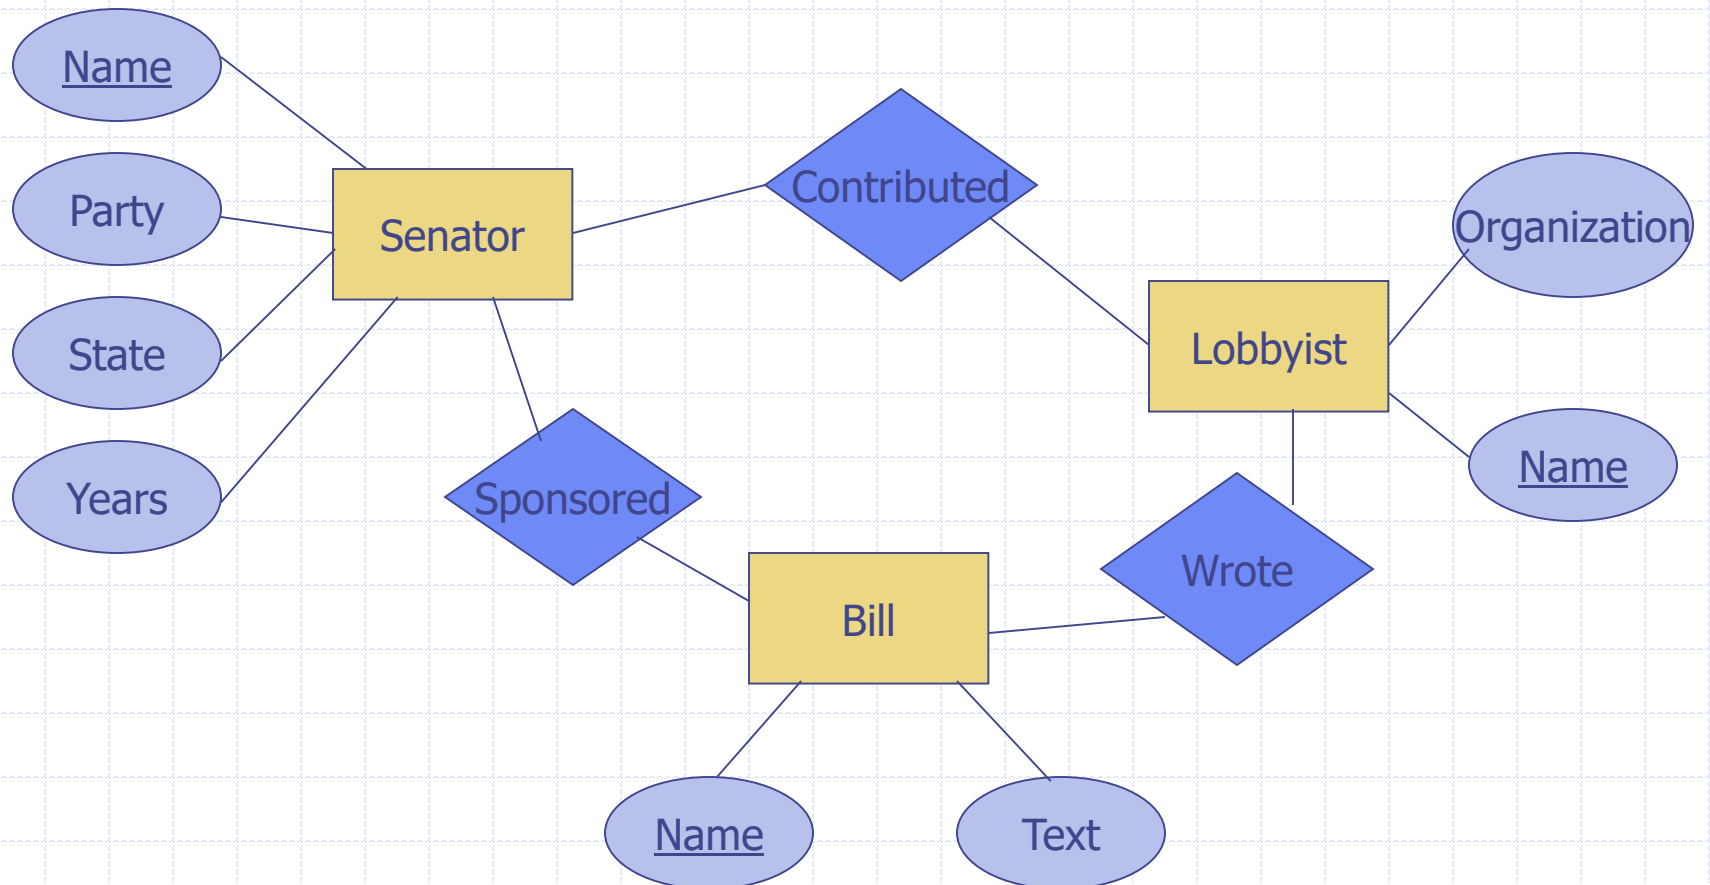 Name
Party
State
Years
Senator
Contributed
Organization
Lobbyist
Name
Sponsored
Wrote
Bill
Name
Text